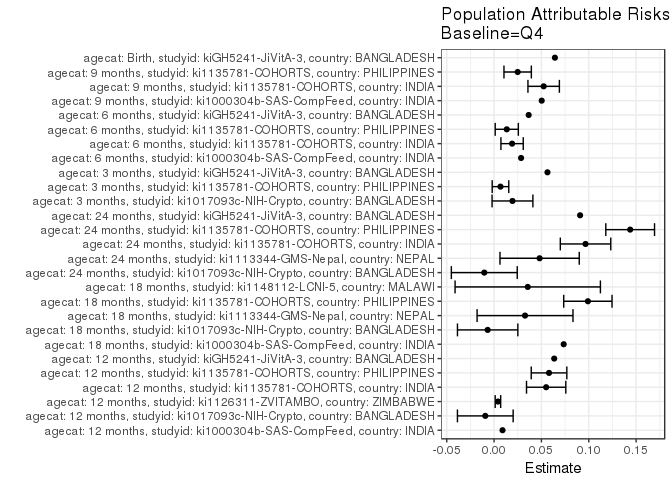 Population Attributable Risks
Baseline=Q4
agecat: Birth, studyid: kiGH5241-JiVitA-3, country: BANGLADESH
agecat: 9 months, studyid: ki1135781-COHORTS, country: PHILIPPINES
agecat: 9 months, studyid: ki1135781-COHORTS, country: INDIA
agecat: 9 months, studyid: ki1000304b-SAS-CompFeed, country: INDIA
agecat: 6 months, studyid: kiGH5241-JiVitA-3, country: BANGLADESH
agecat: 6 months, studyid: ki1135781-COHORTS, country: PHILIPPINES
agecat: 6 months, studyid: ki1135781-COHORTS, country: INDIA
agecat: 6 months, studyid: ki1000304b-SAS-CompFeed, country: INDIA
agecat: 3 months, studyid: kiGH5241-JiVitA-3, country: BANGLADESH
agecat: 3 months, studyid: ki1135781-COHORTS, country: PHILIPPINES
agecat: 3 months, studyid: ki1017093c-NIH-Crypto, country: BANGLADESH
agecat: 24 months, studyid: kiGH5241-JiVitA-3, country: BANGLADESH
agecat: 24 months, studyid: ki1135781-COHORTS, country: PHILIPPINES
agecat: 24 months, studyid: ki1135781-COHORTS, country: INDIA
agecat: 24 months, studyid: ki1113344-GMS-Nepal, country: NEPAL
agecat: 24 months, studyid: ki1017093c-NIH-Crypto, country: BANGLADESH
agecat: 18 months, studyid: ki1148112-LCNI-5, country: MALAWI
agecat: 18 months, studyid: ki1135781-COHORTS, country: PHILIPPINES
agecat: 18 months, studyid: ki1113344-GMS-Nepal, country: NEPAL
agecat: 18 months, studyid: ki1017093c-NIH-Crypto, country: BANGLADESH
agecat: 18 months, studyid: ki1000304b-SAS-CompFeed, country: INDIA
agecat: 12 months, studyid: kiGH5241-JiVitA-3, country: BANGLADESH
agecat: 12 months, studyid: ki1135781-COHORTS, country: PHILIPPINES
agecat: 12 months, studyid: ki1135781-COHORTS, country: INDIA
agecat: 12 months, studyid: ki1126311-ZVITAMBO, country: ZIMBABWE
agecat: 12 months, studyid: ki1017093c-NIH-Crypto, country: BANGLADESH
agecat: 12 months, studyid: ki1000304b-SAS-CompFeed, country: INDIA
-0.05 0.00 0.05 0.10 0.15
Estimate